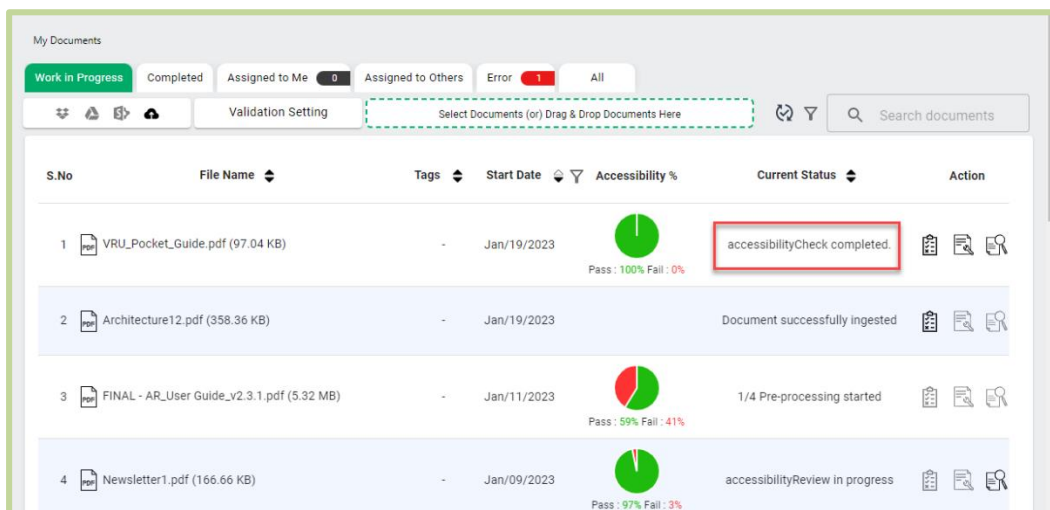 My Documents
Work in Progress Completed Assigned to Me 0 Assigned to Others Error 1 All
Validation Setting Select Documents (or) Drag & Drop Documents Here Search documents
S.No File Name Tags Start Date Accessibility % Current Status Action
1 PDF VRU_Pocket_Guide.pdf (97.04 KB) - Jan/19/2023 accessibilityCheck completed.
Pass : 100% Fail : 0%
2 PDF Architecture12.pdf (358.36 KB) - Jan/19/2023 Document successfully ingested
3 PDF FINAL - AR_User Guide_v2.3.1.pdf (5.32 MB) - Jan/11/2023 1/4 Pre-processing started
Pass : 59% Fail : 41%
4 PDF Newsletter1.pdf (166.66 KB) - Jan/09/2023 accessibilityReview in progress
Pass : 97% Fail : 3%